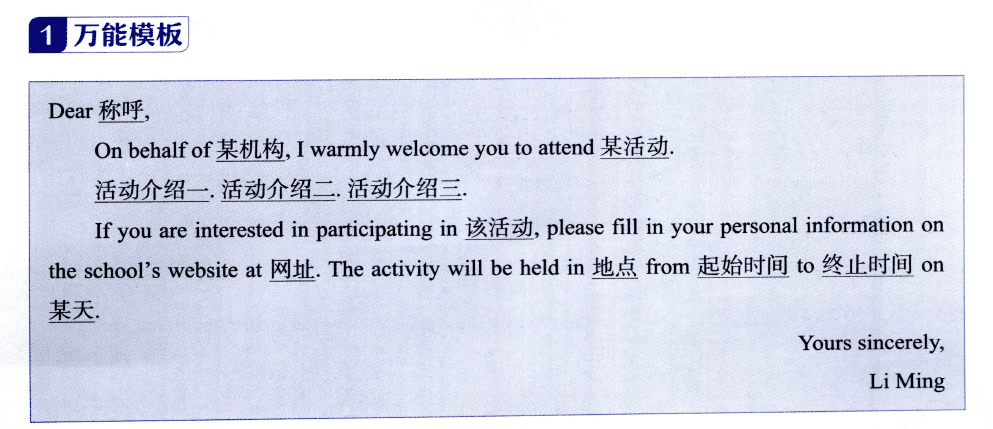 1 万能模板
Dear 称呼,
On behalf of 某机构, I warmly welcome you to attend 某活动.
活动介绍一. 活动介绍二. 活动介绍三.
If you are interested in participating in 该活动, please fill in your personal information on
the school's website at 网址. The activity will be held in 地点 from 起始时间 to 终止时间 on
某天.
Yours sincerely,
Li Ming